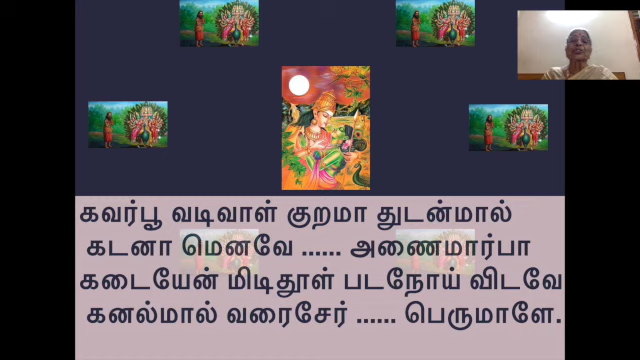 கவர்பூ வடிவாள் குறமா துடன்மால்
கடனா மெனவே ...... அணைமார்பா
கடையேன் மிடிதூள் படநோய் விடவே
கனல்மால் வரைசேர் ...... பெருமாளே.